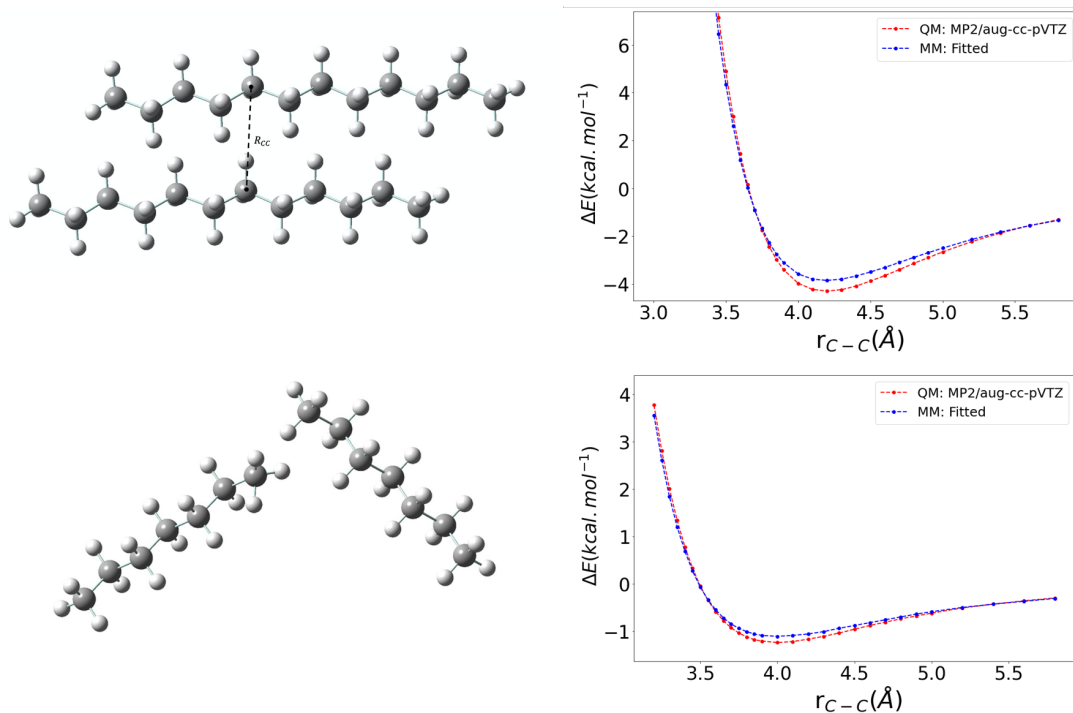 R_CC
QM: MP2/aug-cc-pVTZ
MM: Fitted
ΔE(kcal.mol⁻¹)
6
4
2
0
−2
−4
3.0 3.5 4.0 4.5 5.0 5.5
r_C−C(Å)
QM: MP2/aug-cc-pVTZ
MM: Fitted
ΔE(kcal.mol⁻¹)
4
3
2
1
0
−1
3.5 4.0 4.5 5.0 5.5
r_C−C(Å)